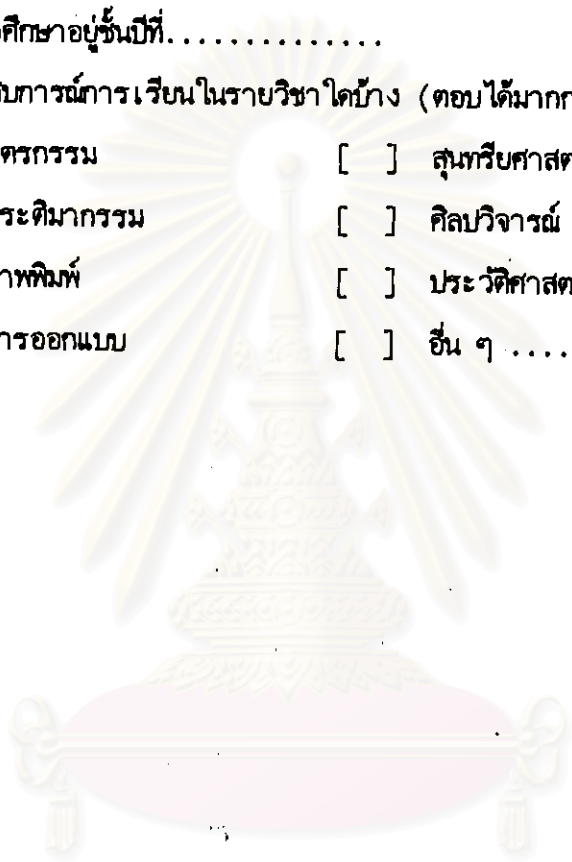 ศึกษาอยู่ชั้นปีที่...............
บการณ์การเรียนในรายวิชาใดบ้าง (ตอบได้มากก
ตรกรรม [ ] สุนทรียศาสต
ระติมากรรม [ ] ศิลปวิจารณ์
าพพิมพ์ [ ] ประวัติศาสต
ารออกแบบ [ ] อื่น ๆ .....